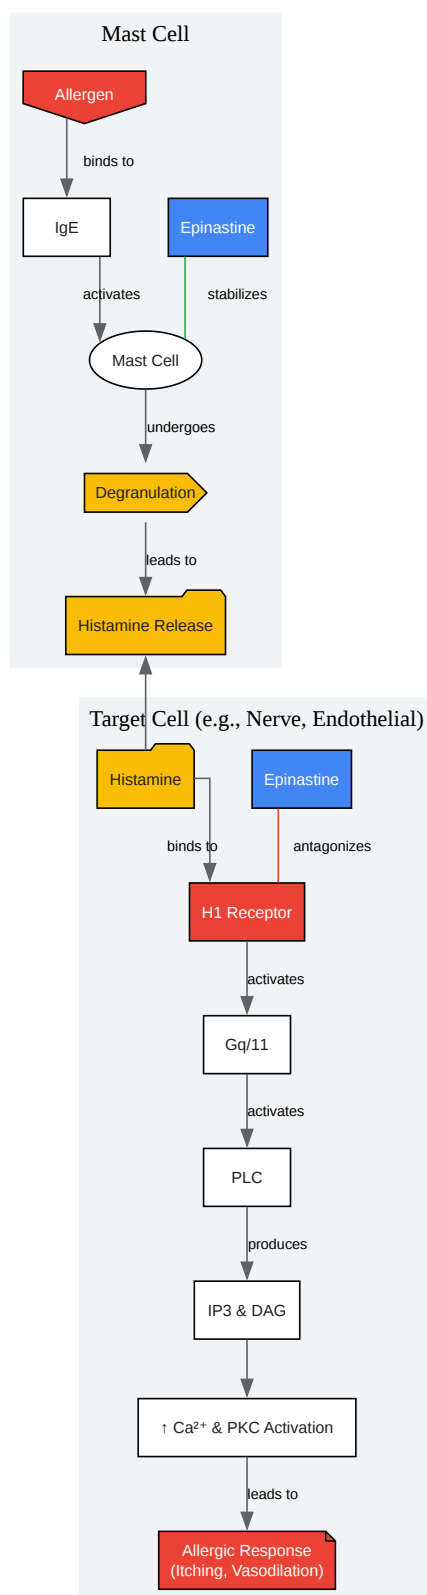 Mast Cell
Allergen
binds to
IgE
Epinastine
activates
stabilizes
Mast Cell
undergoes
Degranulation
leads to
Histamine Release
Target Cell (e.g., Nerve, Endothelial)
Histamine
Epinastine
binds to
antagonizes
H1 Receptor
activates
Gq/11
activates
PLC
produces
IP3 & DAG
↑ Ca²⁺ & PKC Activation
leads to
Allergic Response
(Itching, Vasodilation)